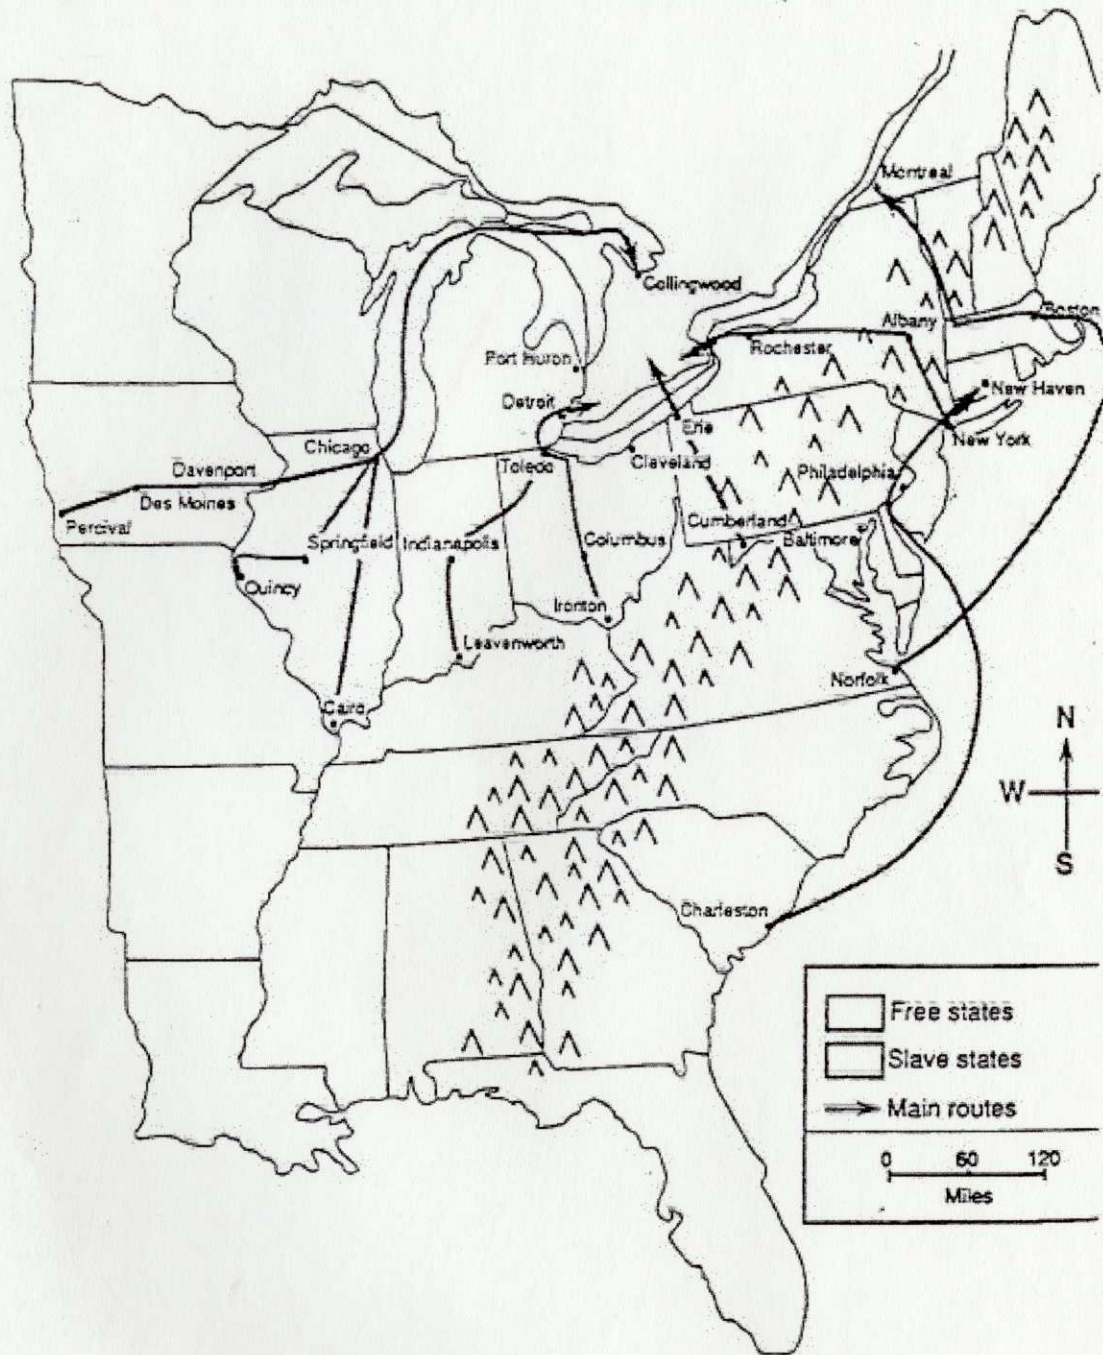 Montreal
Collingwood
Boston
Albany
Rochester
Port Huron
New Haven
Detroit
Erie
New York
Chicago
Cleveland
Toledo
Philadelphia
Davenport
Des Moines
Percival
Cumberland
Springfield
Indianapolis
Columbus
Baltimore
Quincy
Ironton
Leavenworth
Norfolk
Cairo
N
W
S
Charleston
Free states
Slave states
Main routes
0 60 120
Miles